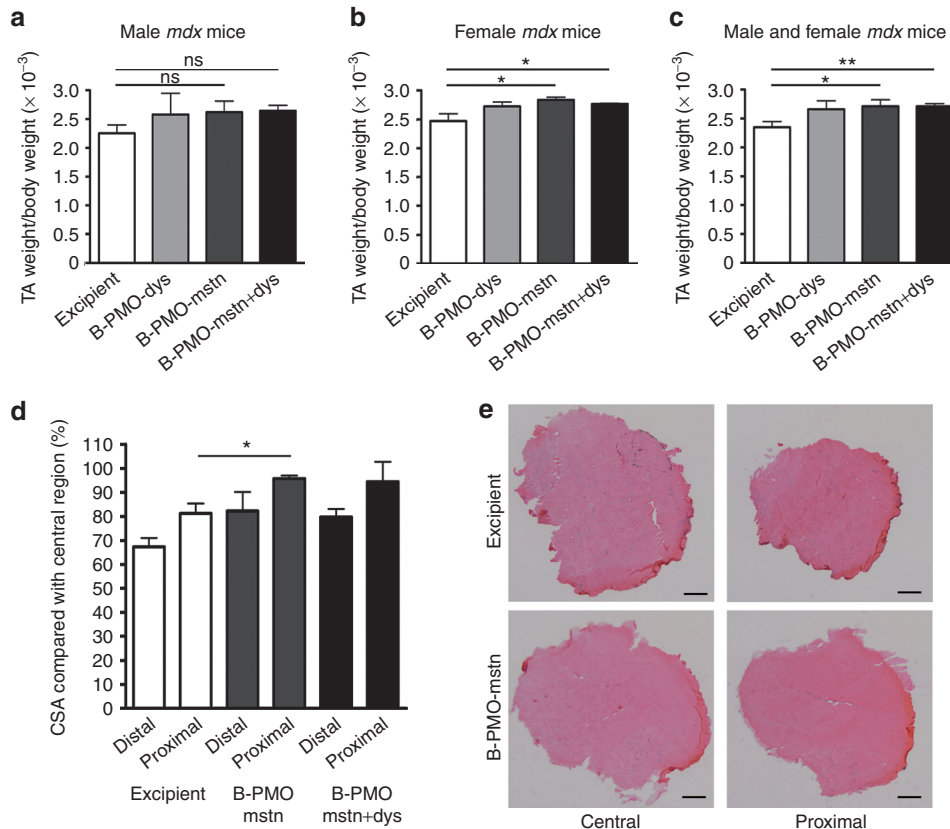 a
Male mdx mice
ns
ns
TA weight/body weight (× 10⁻³)
3.0
2.5
2.0
1.5
1.0
0.5
0
Excipient
B-PMO-dys
B-PMO-mstn
B-PMO-mstn+dys
b
Female mdx mice
*
*
TA weight/body weight (× 10⁻³)
3.0
2.5
2.0
1.5
1.0
0.5
0
Excipient
B-PMO-dys
B-PMO-mstn
B-PMO-mstn+dys
c
Male and female mdx mice
**
*
TA weight/body weight (× 10⁻³)
3.0
2.5
2.0
1.5
1.0
0.5
0
Excipient
B-PMO-dys
B-PMO-mstn
B-PMO-mstn+dys
d
*
CSA compared with central region (%)
110
100
90
80
70
60
50
40
30
20
10
0
Distal
Proximal
Distal
Proximal
Distal
Proximal
Excipient
B-PMO
mstn
B-PMO
mstn+dys
e
Excipient
B-PMO-mstn
Central
Proximal